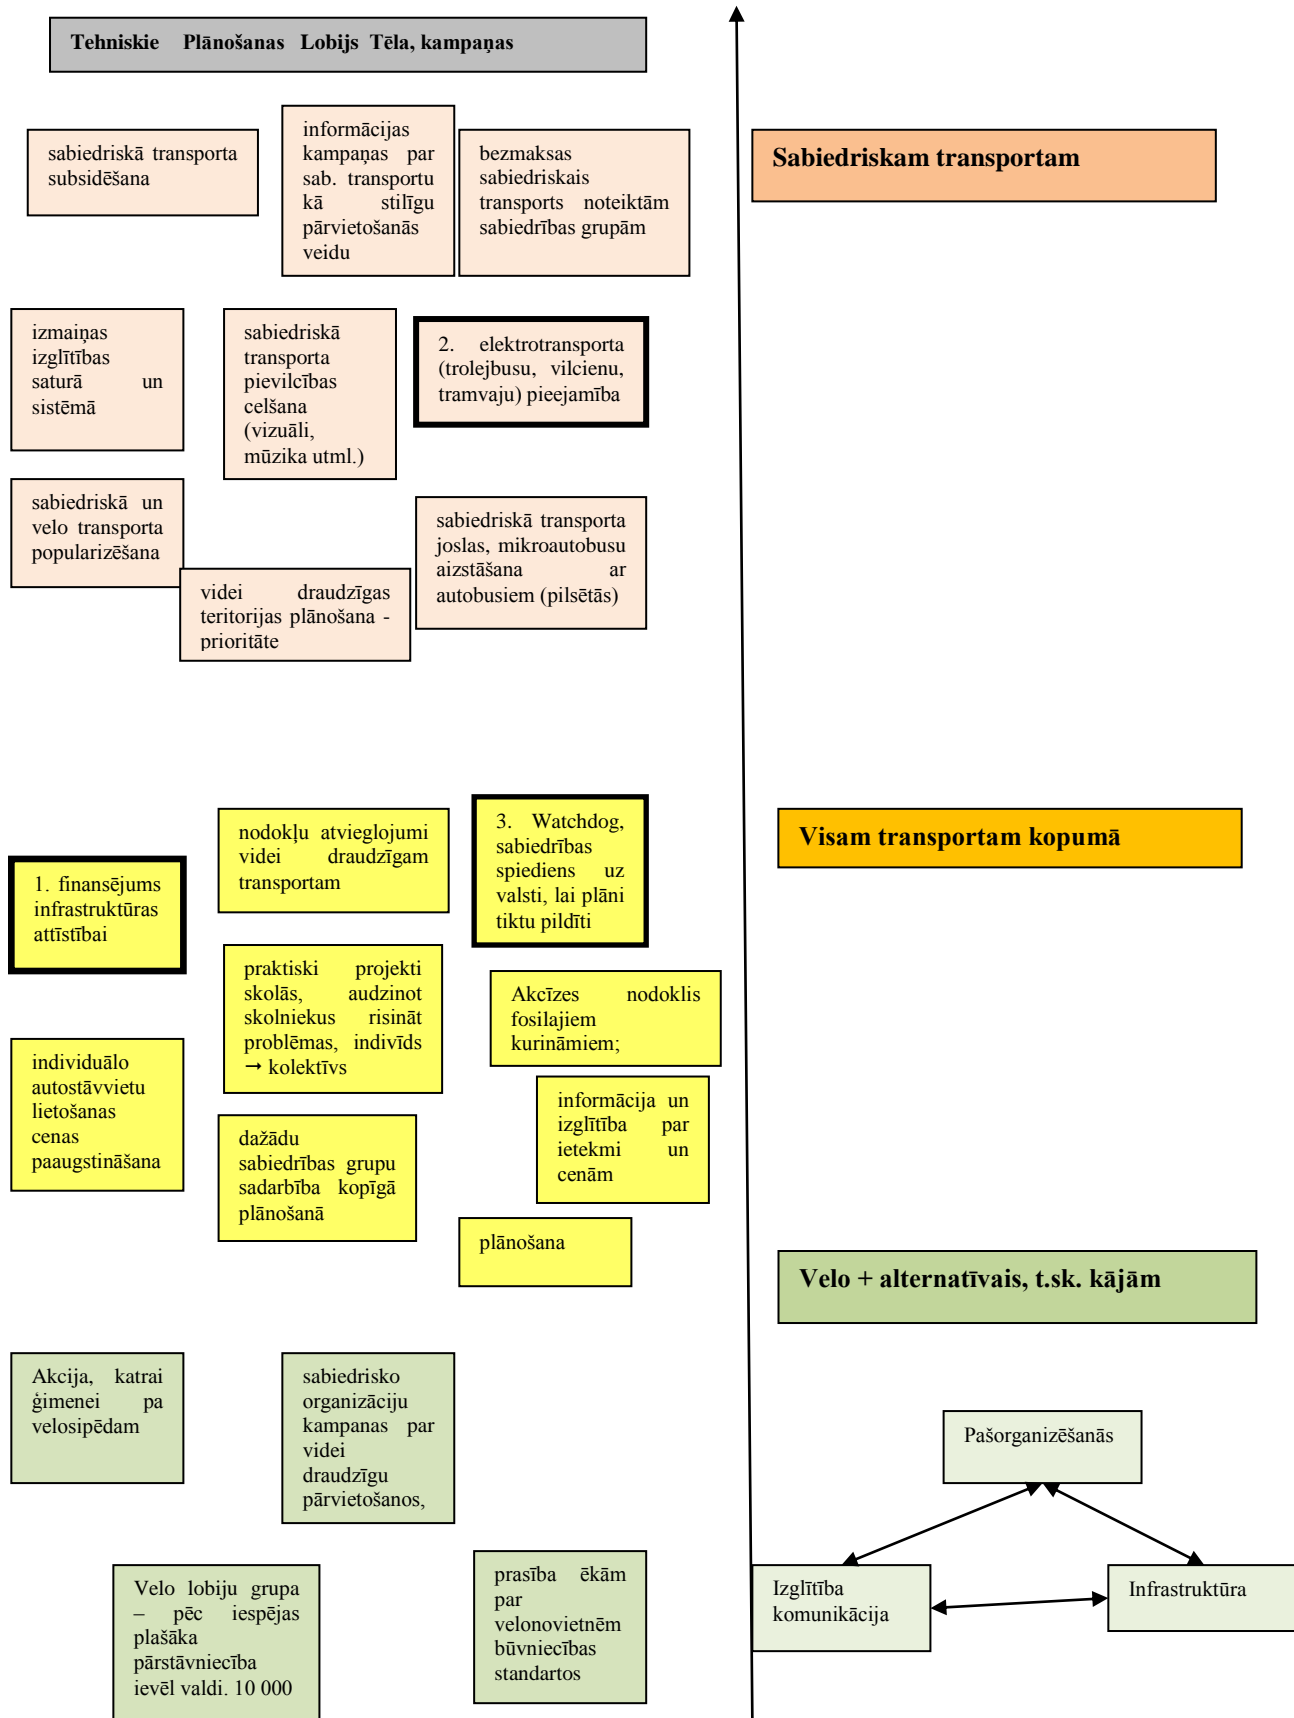 Tehniskie Plānošanas Lobijs Tēla, kampaņas
sabiedriskā transporta
subsidēšana
informācijas
kampaņas par
sab. transportu
kā stilīgu
pārvietošanās
veidu
bezmaksas
sabiedriskais
transports noteiktām
sabiedrības grupām
Sabiedriskam transportam
izmaiņas
izglītības
saturā un
sistēmā
sabiedriskā
transporta
pievilcības
celšana
(vizuāli,
mūzika utml.)
2. elektrotransporta
(trolejbusu, vilcienu,
tramvaju) pieejamība
sabiedriskā un
velo transporta
popularizēšana
videi draudzīgas
teritorijas plānošana -
prioritāte
sabiedriskā transporta
joslas, mikroautobusu
aizstāšana ar
autobusiem (pilsētās)
1. finansējums
infrastruktūras
attīstībai
nodokļu atvieglojumi
videi draudzīgam
transportam
3. Watchdog,
sabiedrības
spiediens uz
valsti, lai plāni
tiktu pildīti
Visam transportam kopumā
praktiski projekti
skolās, audzinot
skolniekus risināt
problēmas, indivīds
→ kolektīvs
Akcīzes nodoklis
fosilajiem
kurināmiem;
individuālo
autostāvvietu
lietošanas
cenas
paaugstināšana
dažādu
sabiedrības grupu
sadarbība kopīgā
plānošanā
informācija un
izglītība par
ietekmi un
cenām
plānošana
Velo + alternatīvais, t.sk. kājām
Akcija, katrai
ģimenei pa
velosipēdam
sabiedrisko
organizāciju
kampanas par
videi
draudzīgu
pārvietošanos,
Pašorganizēšanās
Velo lobiju grupa
– pēc iespējas
plašāka
pārstāvniecība
ievēl valdi. 10 000
prasība ēkām
par
velonovietnēm
būvniecības
standartos
Izglītība
komunikācija
Infrastruktūra